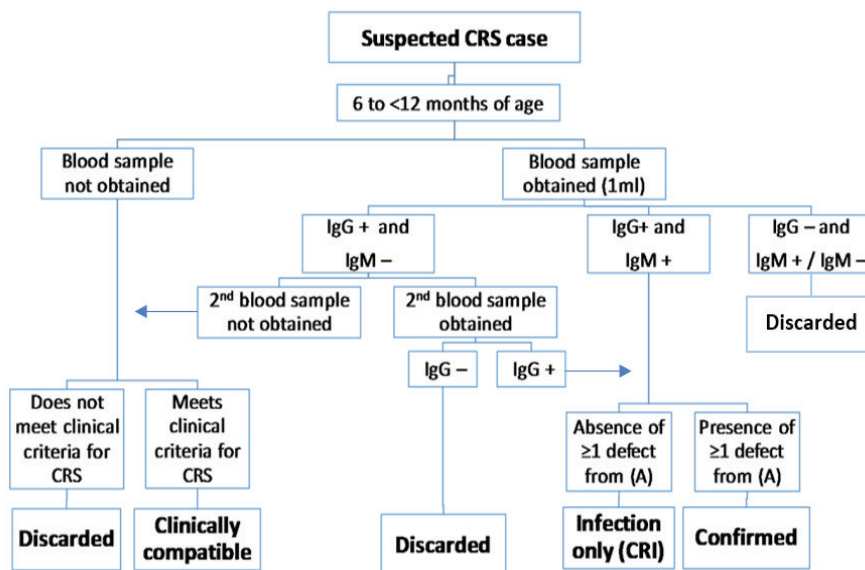 Suspected CRS case
6 to <12 months of age
Blood sample
not obtained
Blood sample
obtained (1ml)
IgG + and
IgM –
IgG+ and
IgM +
IgG – and
IgM + / IgM –
2nd blood sample
not obtained
2nd blood sample
obtained
Discarded
IgG –
IgG +
Does not
meet clinical
criteria for
CRS
Meets
clinical
criteria for
CRS
Absence of
≥1 defect
from (A)
Presence of
≥1 defect
from (A)
Discarded
Clinically
compatible
Discarded
Infection
only (CRI)
Confirmed